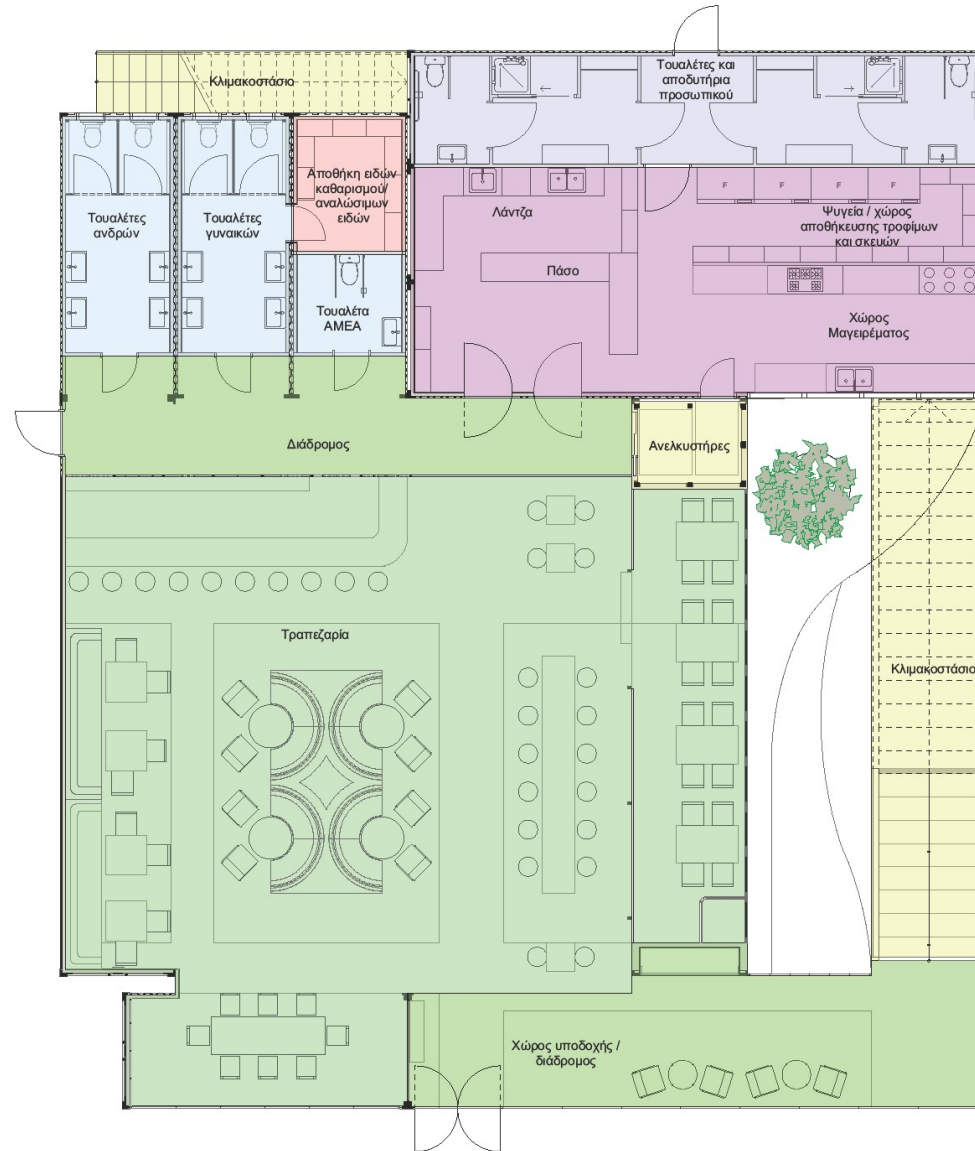 Κλιμακοστάσιο
Τουαλέτες και
αποδυτήρια
προσωπικού
Αποθήκη ειδών
καθαρισμού/
αναλώσιμων
ειδών
Τουαλέτες
ανδρών
Τουαλέτες
γυναικών
Λάντζα
F F F F
Ψυγεία / χώρος
αποθήκευσης τροφίμων
και σκευών
Πάσο
Τουαλέτα
ΑΜΕΑ
Χώρος
Μαγειρέματος
Διάδρομος
Ανελκυστήρες
Τραπεζαρία
Κλιμακοστάσιο
Χώρος υποδοχής /
διάδρομος